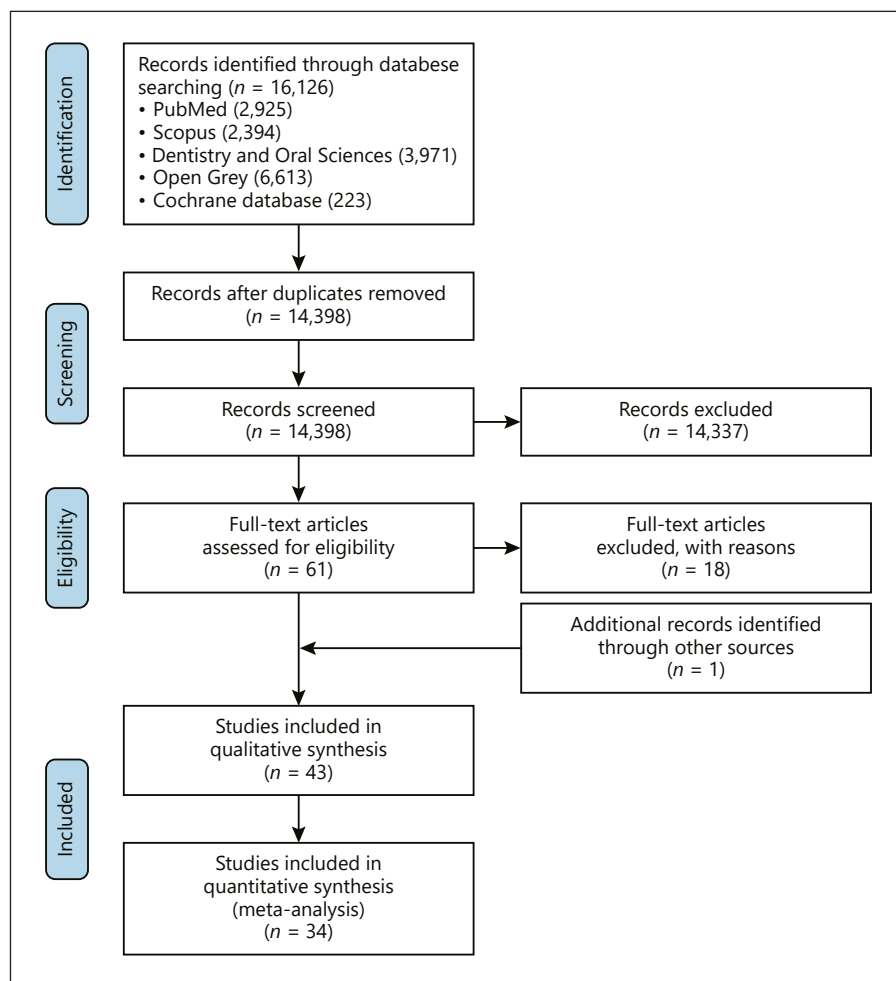 Identification
Records identified through databese
searching (n = 16,126)
• PubMed (2,925)
• Scopus (2,394)
• Dentistry and Oral Sciences (3,971)
• Open Grey (6,613)
• Cochrane database (223)
Screening
Records after duplicates removed
(n = 14,398)
Records screened
(n = 14,398)
Records excluded
(n = 14,337)
Eligibility
Full-text articles
assessed for eligibility
(n = 61)
Full-text articles
excluded, with reasons
(n = 18)
Additional records identified
through other sources
(n = 1)
Included
Studies included in
qualitative synthesis
(n = 43)
Studies included in
quantitative synthesis
(meta-analysis)
(n = 34)